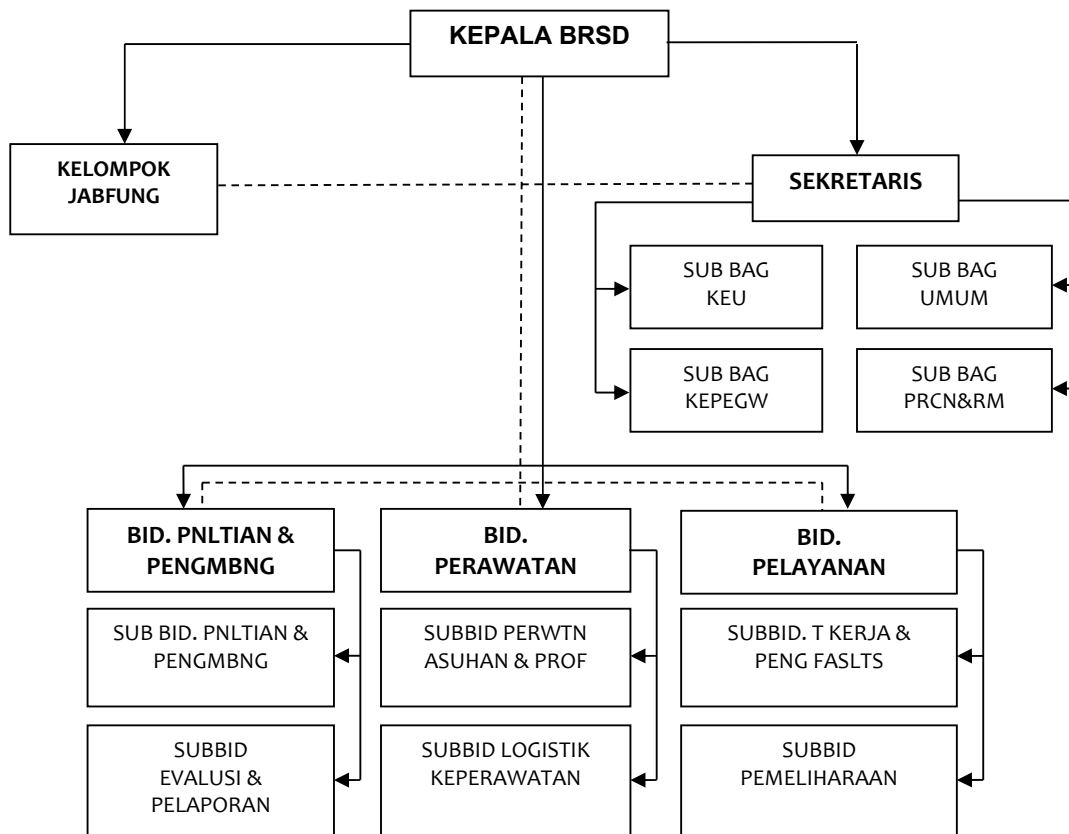 KEPALA BRSD
KELOMPOK
JABFUNG
SEKRETARIS
SUB BAG
KEU
SUB BAG
UMUM
SUB BAG
KEPEGW
SUB BAG
PRCN&RM
BID. PNLTIAN &
PENGMBNG
BID.
PERAWATAN
BID.
PELAYANAN
SUB BID. PNLTIAN &
PENGMBNG
SUBBID PERWTN
ASUHAN & PROF
SUBBID. T KERJA &
PENG FASLTS
SUBBID
EVALUSI &
PELAPORAN
SUBBID LOGISTIK
KEPERAWATAN
SUBBID
PEMELIHARAAN